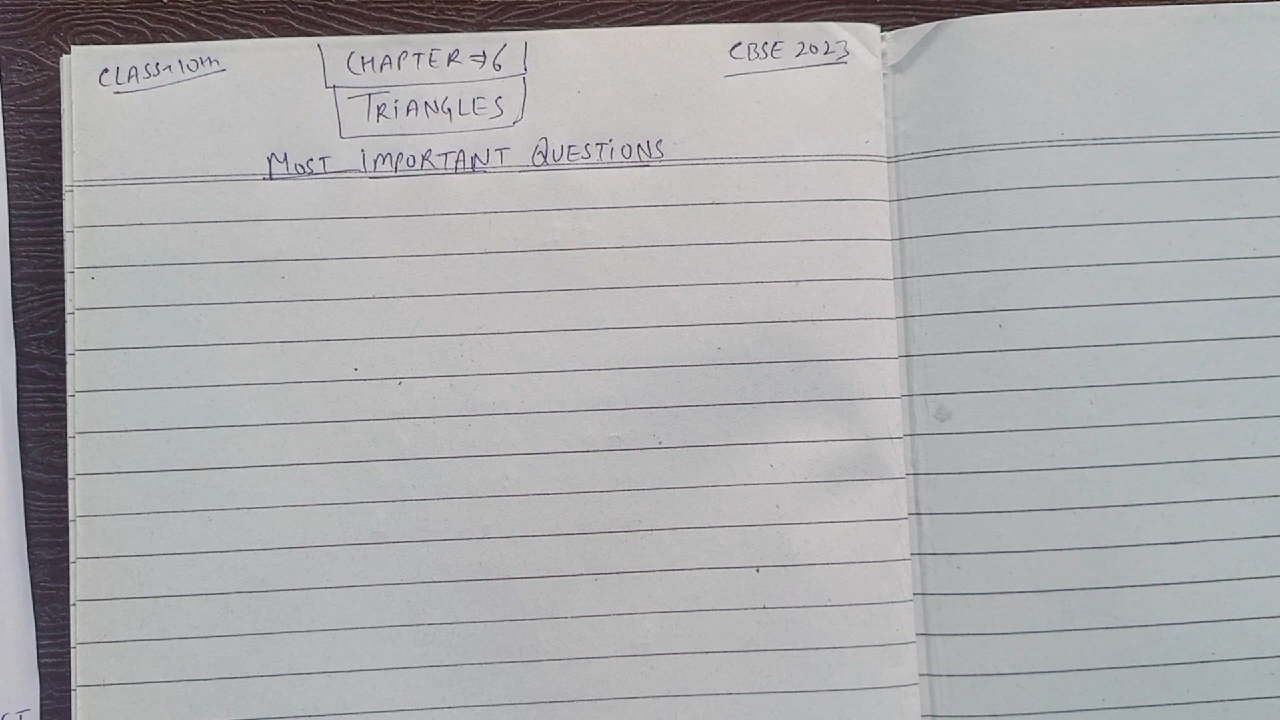 CLASS→10th CHAPTER ⇒6 CBSE 2023
TRIANGLES
MOST IMPORTANT QUESTIONS